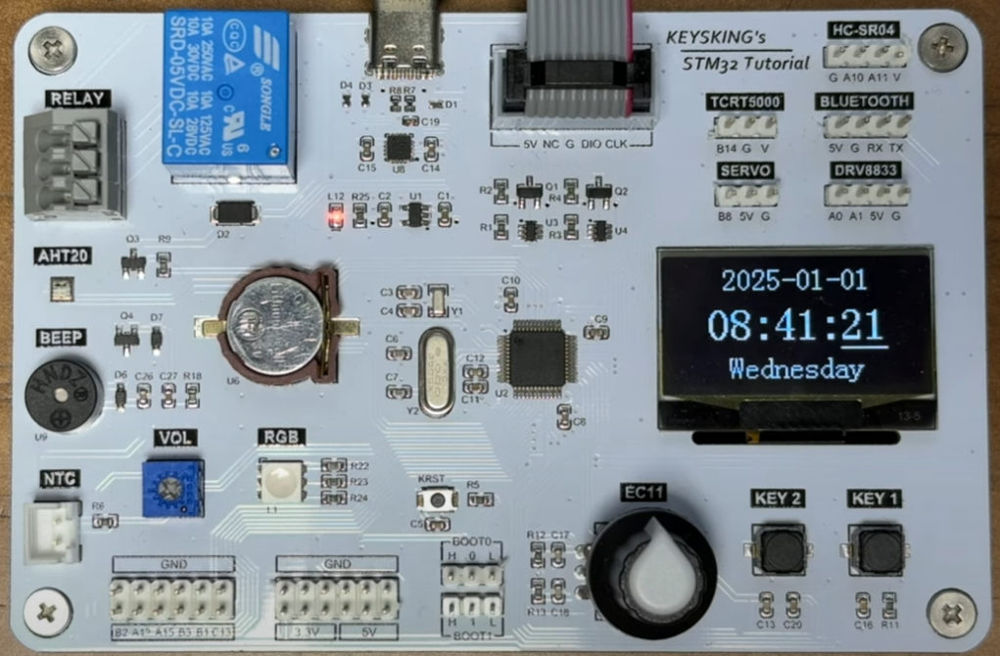 KEYSKING's
STM32 Tutorial
HC-SR04
G A10 A11 V
TCRT5000
B14 G V
BLUETOOTH
5V G RX TX
SERVO
B8 5V G
DRV8833
A0 A1 5V G
RELAY
SONGLE
10A 250VAC 10A 125VAC
10A 30VDC 10A 28VDC
SRD-05VDC-SL-C
CQC
US
D4 D3
R8 R7
D1
C19
C15
U8
C14
5V NC G DIO CLK
L12 R25 C2 U1 C1
R2
Q1
R4
Q2
R1
U3
R3
U4
D2
Q3 R9
AHT20
BEEP
Q4 D7
HNDZ
U9
D6 C26 C27 R18
U6
C3
C4
Y1
C10
C9
C6
C7
C12
C11
U2
Y2
C8
2025-01-01
08:41:21
Wednesday
13-5
VOL
RGB
R22
R23
R24
L1
NTC
R6
KRST
R5
C5
EC11
KEY 2
KEY 1
R12 C17
R13 C18
C13 C20
C16 R11
GND
GND
3.3V
5V
BOOT0
H 0 L
H 1 L
BOOT1